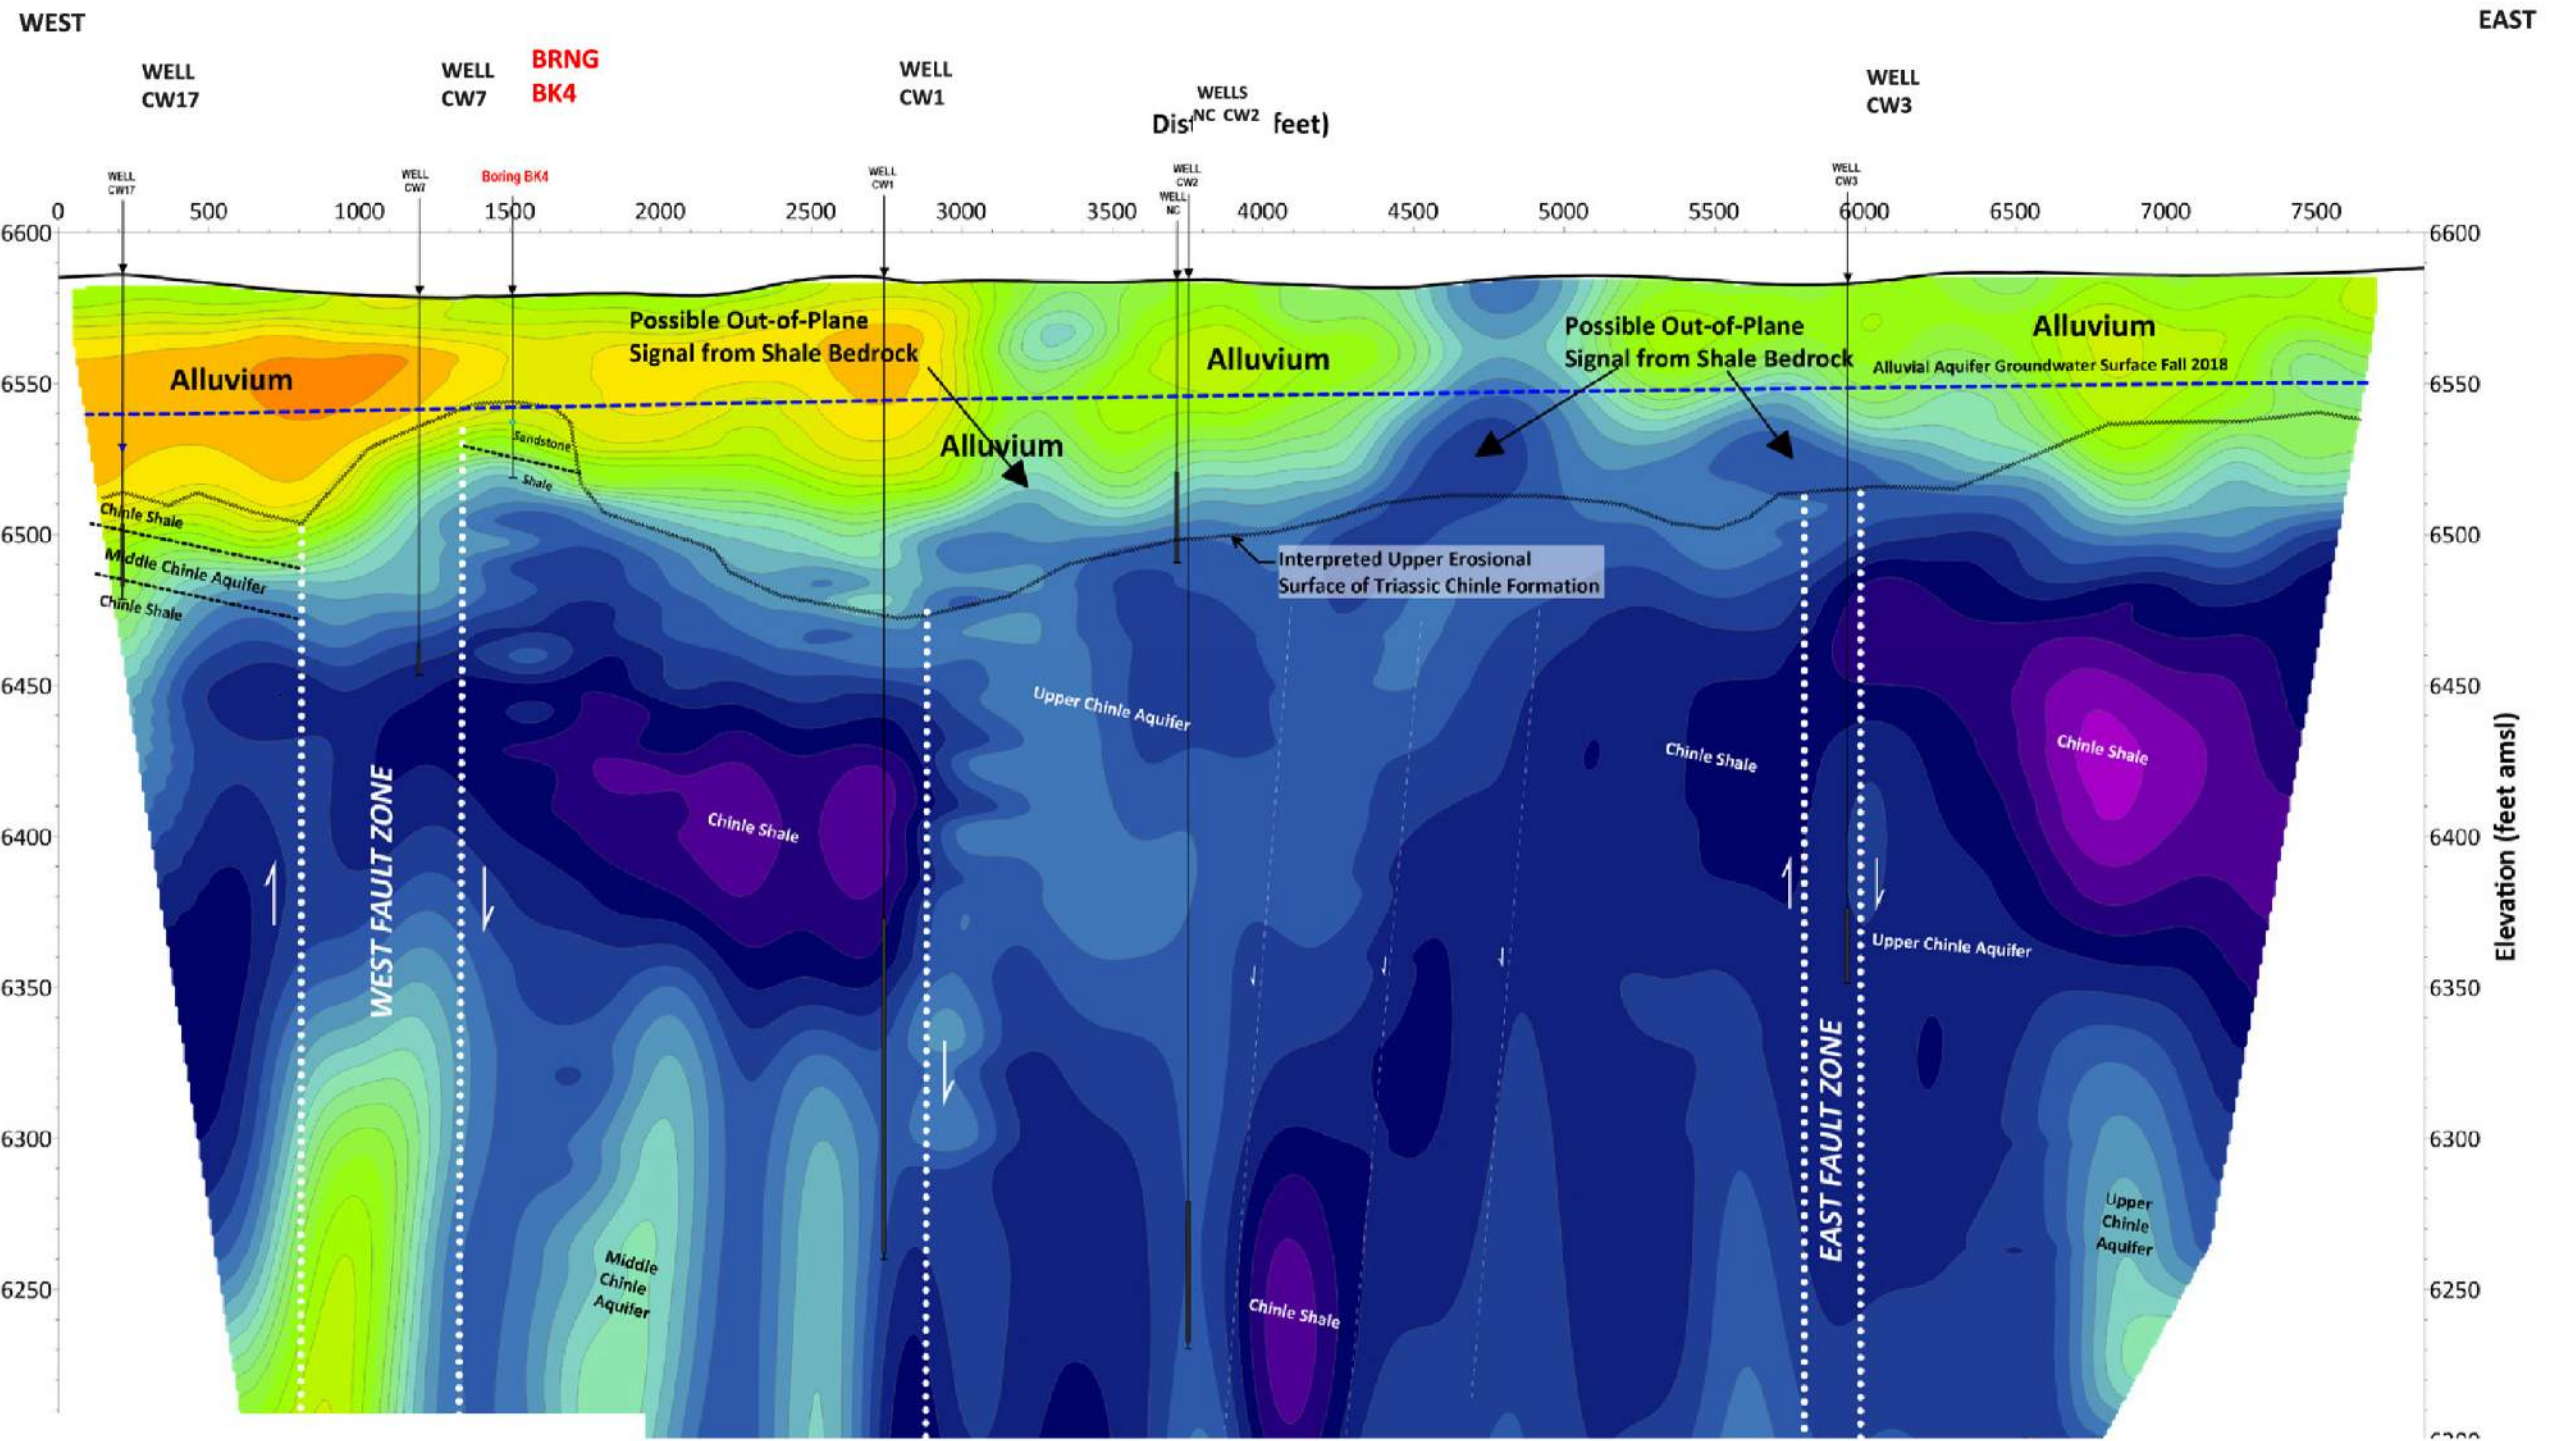 WEST
EAST
WELL
CW17
WELL
CW7
BRNG
BK4
WELL
CW1
WELLS
NC CW2
WELL
CW3
Dist
feet)
WELL
CW17
WELL
CW7
Boring BK4
WELL
CW1
WELL
CW2
WELL
NC
WELL
CW3
0 500 1000 1500 2000 2500 3000 3500 4000 4500 5000 5500 6000 6500 7000 7500
6600
6550
6500
6450
6400
6350
6300
6250
6600
6550
6500
6450
6400
6350
6300
6250
Elevation (feet amsl)
Possible Out-of-Plane
Signal from Shale Bedrock
Possible Out-of-Plane
Signal from Shale Bedrock
Alluvium
Alluvium
Alluvium
Alluvium
Alluvial Aquifer Groundwater Surface Fall 2018
Sandstone
Shale
Chinle Shale
Middle Chinle Aquifer
Chinle Shale
Interpreted Upper Erosional
Surface of Triassic Chinle Formation
Upper Chinle Aquifer
Chinle Shale
Chinle Shale
Chinle Shale
WEST FAULT ZONE
Upper Chinle Aquifer
EAST FAULT ZONE
Middle
Chinle
Aquifer
Chinle Shale
Upper
Chinle
Aquifer